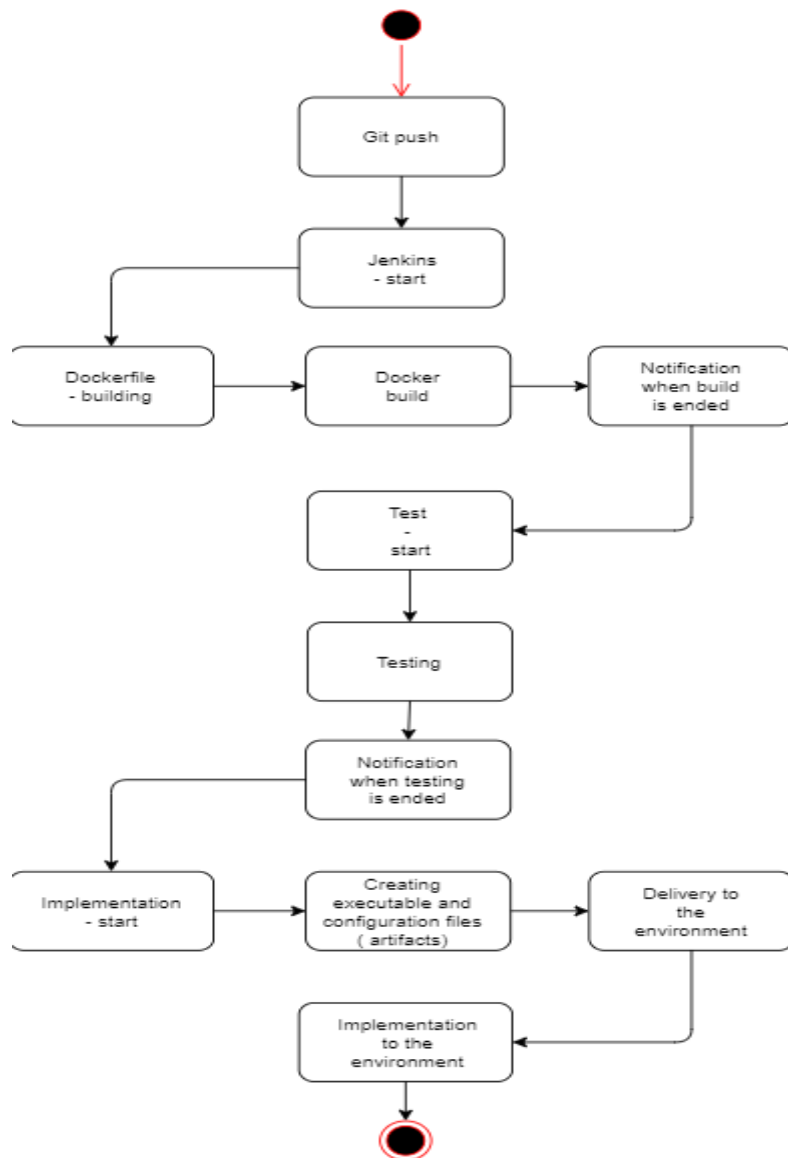 Git push
Jenkins
- start
Dockerfile
- building
Docker
build
Notification
when build
is ended
Test
-
start
Testing
Notification
when testing
is ended
Implementation
- start
Creating
executable and
configuration files
( artifacts)
Delivery to
the
environment
Implementation
to the
environment